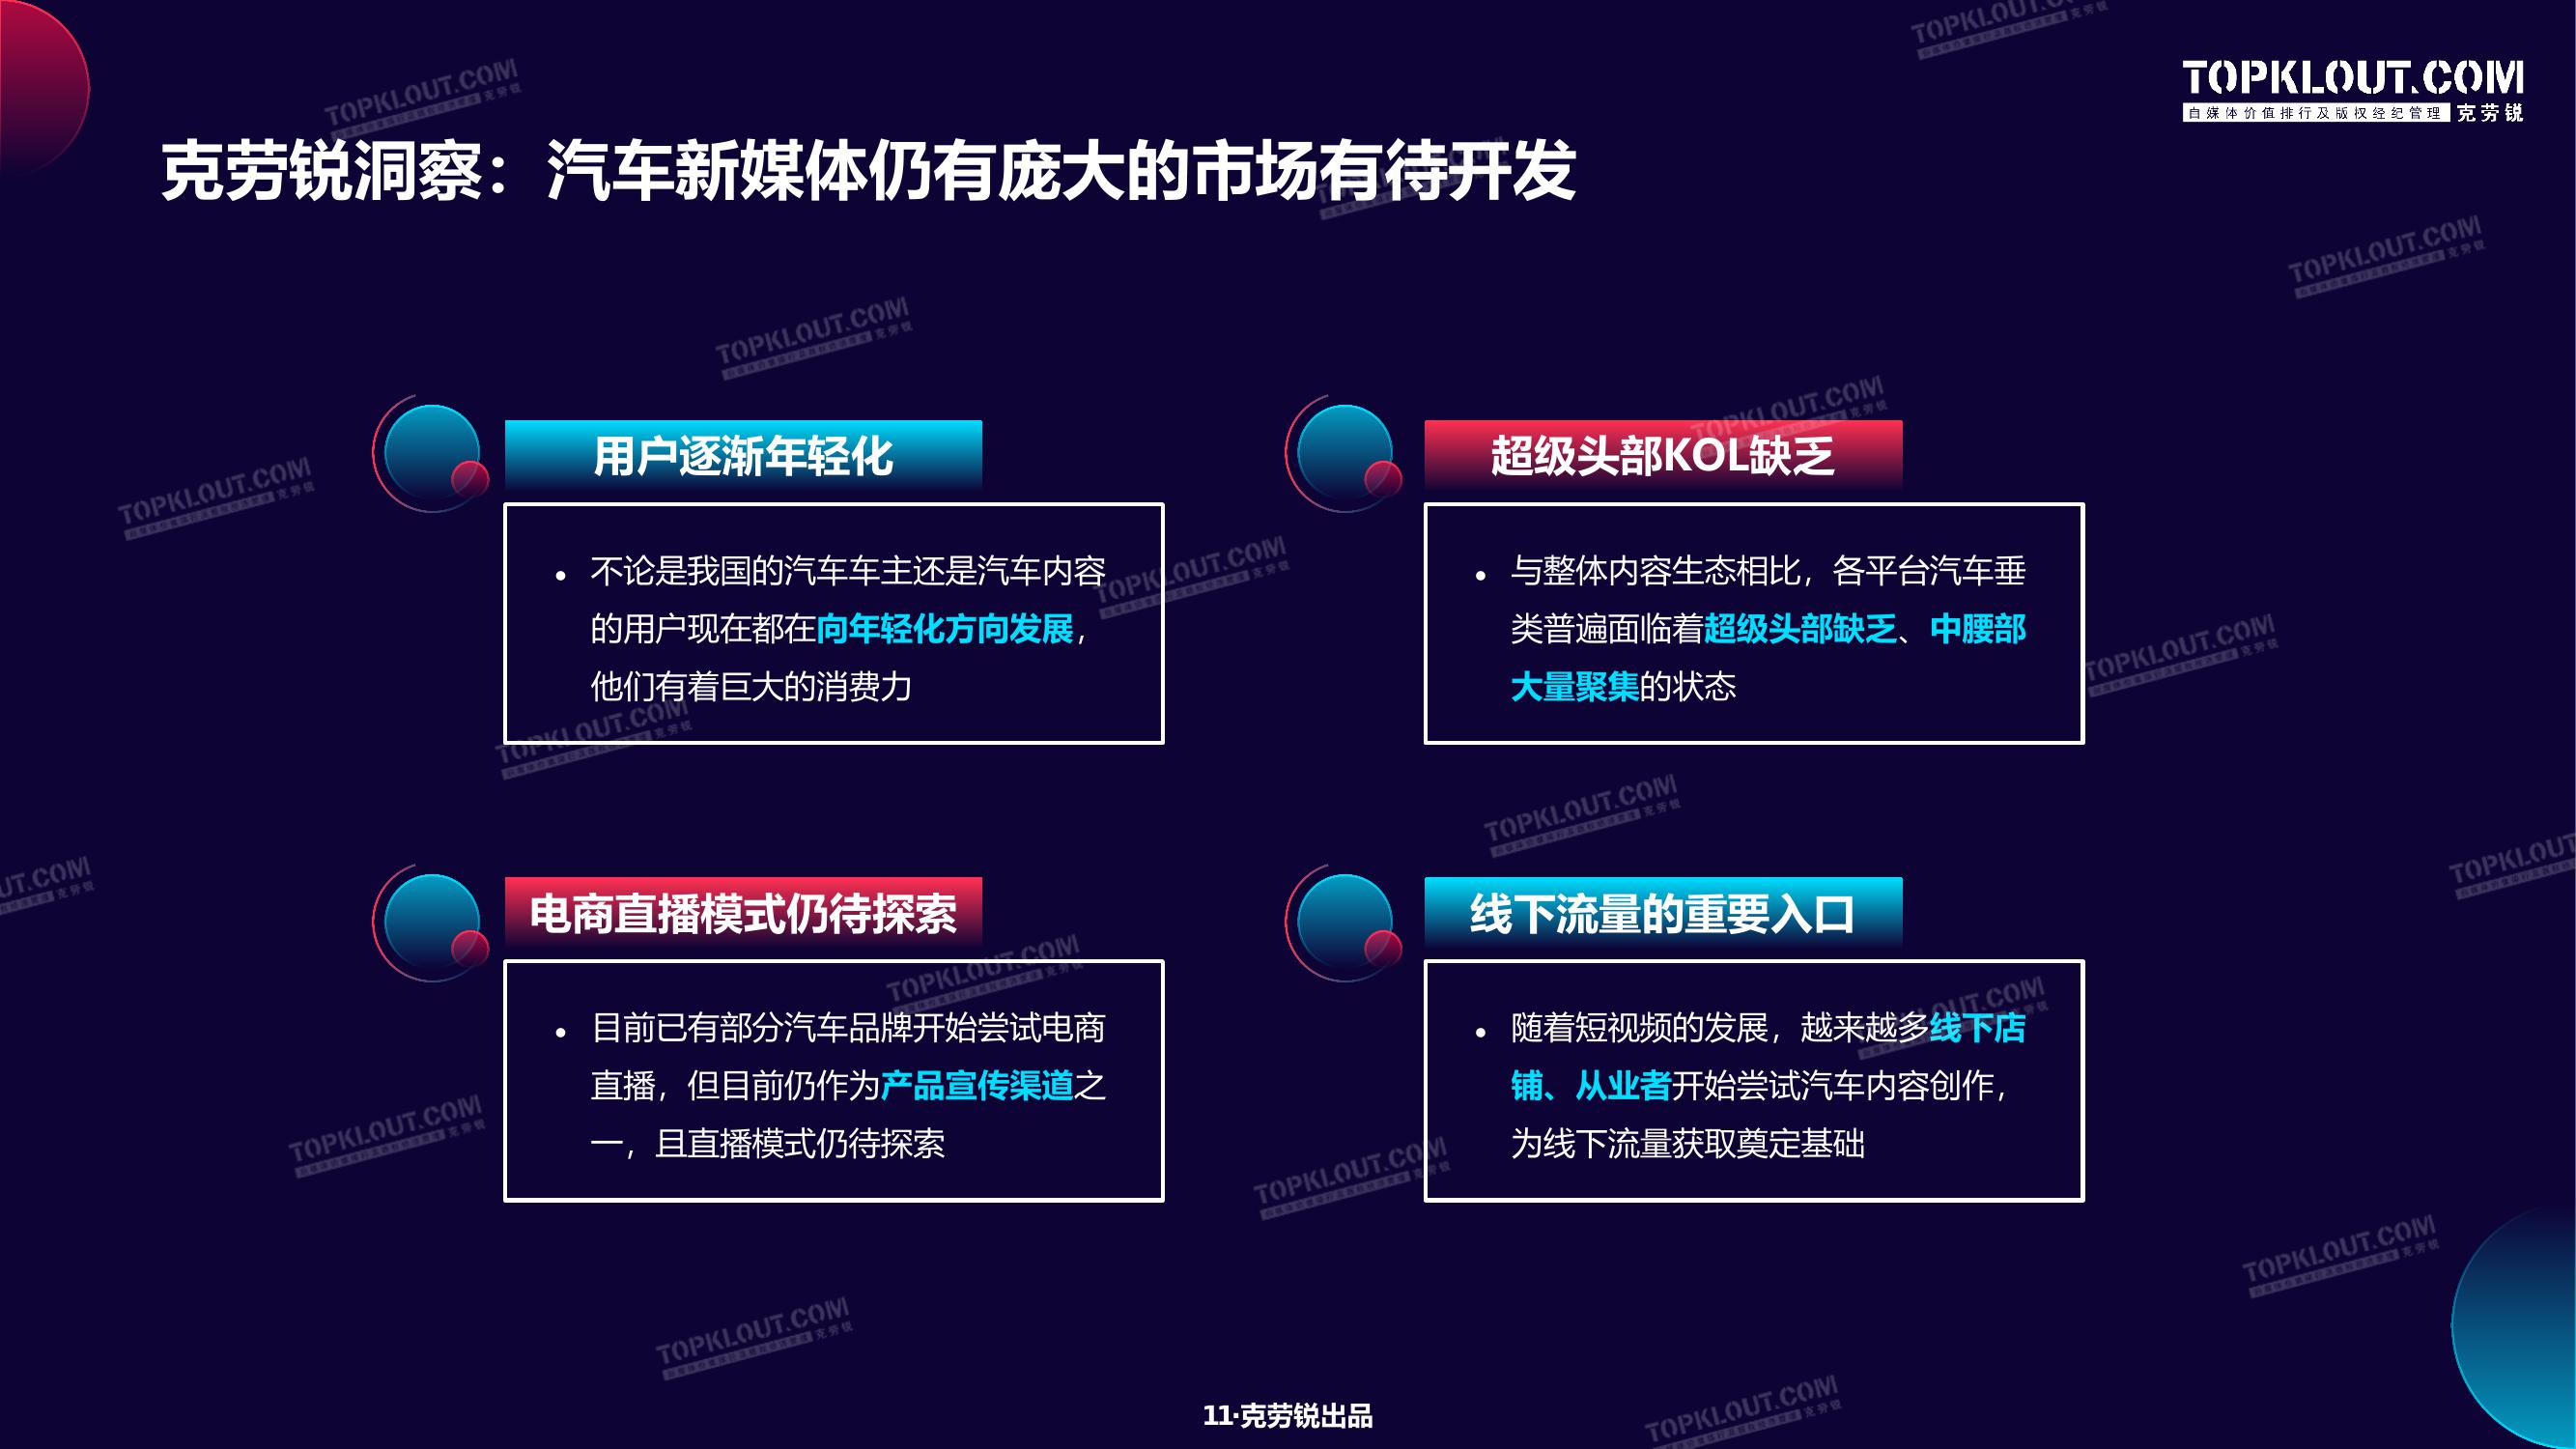 TOPKLOUT.COM
自媒体价值排行及版权经纪管理 克劳锐
克劳锐洞察：汽车新媒体仍有庞大的市场有待开发
用户逐渐年轻化
• 不论是我国的汽车车主还是汽车内容
的用户现在都在向年轻化方向发展，
他们有着巨大的消费力
超级头部KOL缺乏
• 与整体内容生态相比，各平台汽车垂
类普遍面临着超级头部缺乏、中腰部
大量聚集的状态
电商直播模式仍待探索
• 目前已有部分汽车品牌开始尝试电商
直播，但目前仍作为产品宣传渠道之
一，且直播模式仍待探索
线下流量的重要入口
• 随着短视频的发展，越来越多线下店
铺、从业者开始尝试汽车内容创作，
为线下流量获取奠定基础
11·克劳锐出品